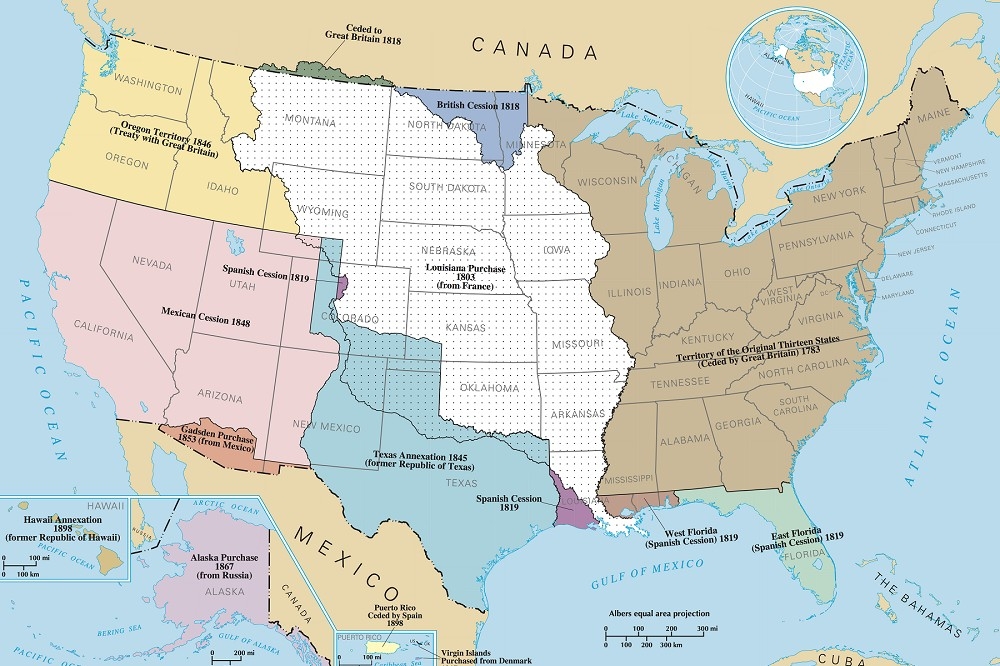 Ceded to
Great Britain 1818
CANADA
ALASKA
HAWAII
PACIFIC OCEAN
ATLANTIC
OCEAN
WASHINGTON
Oregon Territory 1846
(Treaty with Great Britain)
OREGON
IDAHO
MONTANA
NORTH DAKOTA
British Cession 1818
MINNESOTA
SOUTH DAKOTA
WYOMING
NEBRASKA
IOWA
Louisiana Purchase
1803
(from France)
WISCONSIN
MICHIGAN
Lake Superior
Lake Michigan
Lake Huron
Lake Erie
Lake Ontario
MAINE
VERMONT
NEW HAMPSHIRE
MASSACHUSETTS
NEW YORK
RHODE ISLAND
CONNECTICUT
PENNSYLVANIA
NEW JERSEY
DELAWARE
MARYLAND
DC
OHIO
INDIANA
ILLINOIS
WEST
VIRGINIA
VIRGINIA
KENTUCKY
Territory of the Original Thirteen States
(Ceded by Great Britain) 1783
TENNESSEE
NORTH CAROLINA
SOUTH
CAROLINA
GEORGIA
ALABAMA
MISSISSIPPI
NEVADA
UTAH
Spanish Cession 1819
COLORADO
KANSAS
MISSOURI
CALIFORNIA
Mexican Cession 1848
ARIZONA
NEW MEXICO
OKLAHOMA
ARKANSAS
Gadsden Purchase
1853 (from Mexico)
Texas Annexation 1845
(former Republic of Texas)
TEXAS
Spanish Cession
1819
LOUISIANA
West Florida
(Spanish Cession) 1819
East Florida
(Spanish Cession) 1819
FLORIDA
PACIFIC OCEAN
ATLANTIC OCEAN
GULF OF MEXICO
MEXICO
THE BAHAMAS
CUBA
HAWAII
Hawaii Annexation
1898
(former Republic of Hawaii)
PACIFIC OCEAN
0 100 mi
0 100 km
ARCTIC OCEAN
RUSSIA
Alaska Purchase
1867
(from Russia)
ALASKA
CANADA
BERING SEA
GULF OF ALASKA
PACIFIC OCEAN
0 200 mi
Puerto Rico
Ceded by Spain
1898
PUERTO RICO
Caribbean Sea
0 100 mi
Virgin Islands
Purchased from Denmark
Albers equal area projection
0 100 200 300 mi
0 100 200 300 km